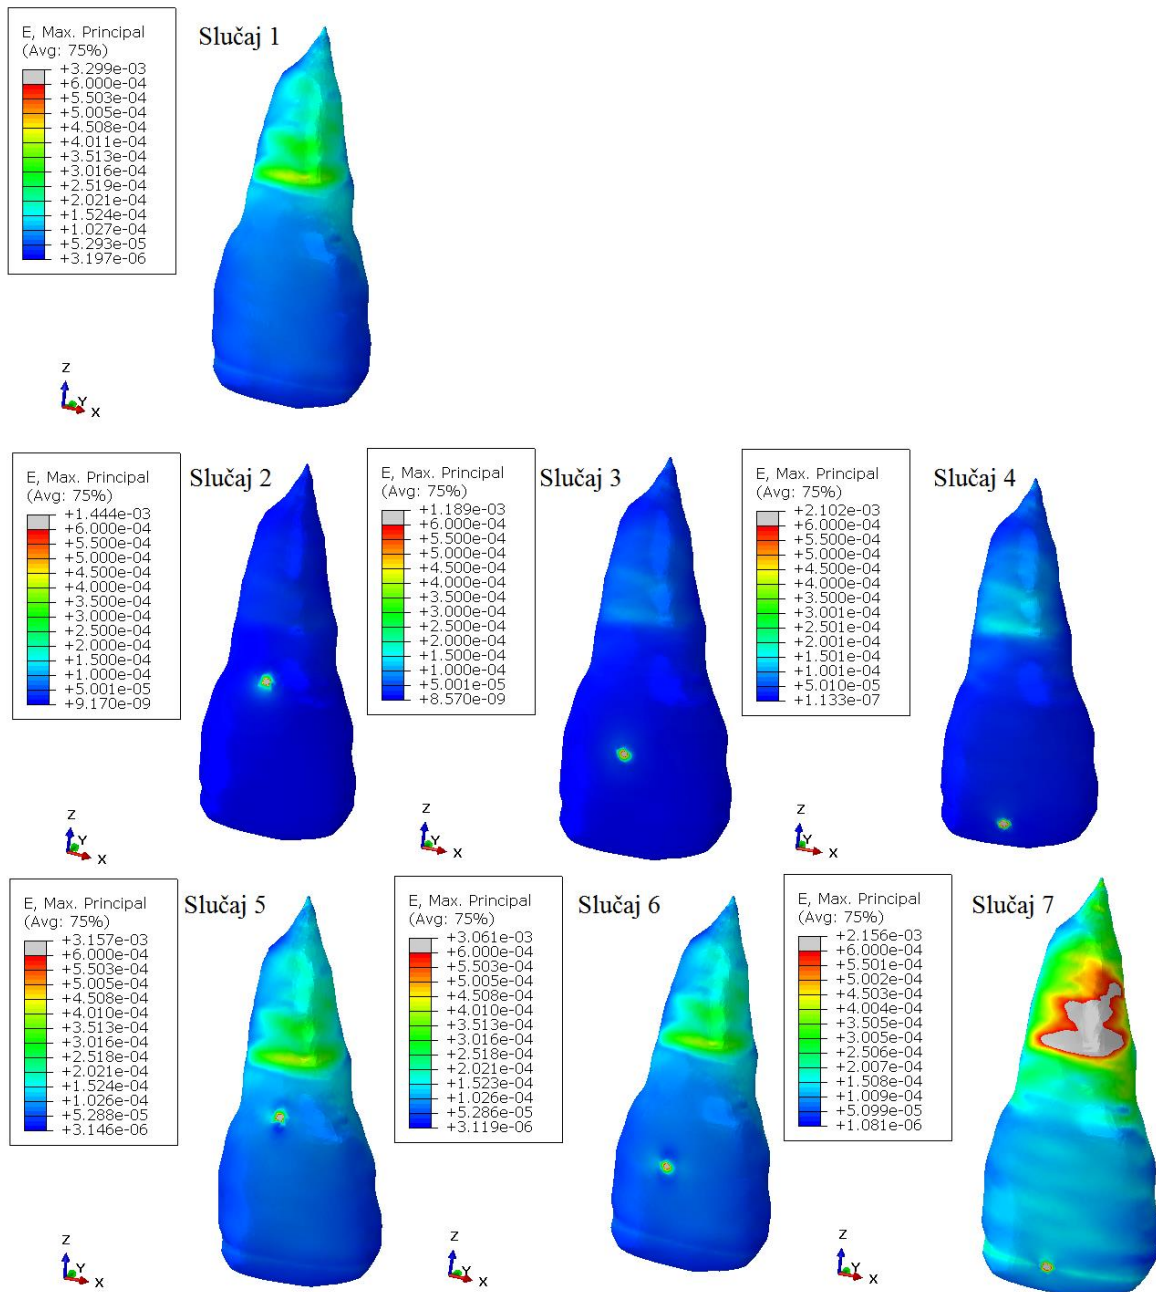 E, Max. Principal
(Avg: 75%)
+3.299e-03
+6.000e-04
+5.503e-04
+5.005e-04
+4.508e-04
+4.011e-04
+3.513e-04
+3.016e-04
+2.519e-04
+2.021e-04
+1.524e-04
+1.027e-04
+5.293e-05
+3.197e-06
Slučaj 1
Z
Y
X
E, Max. Principal
(Avg: 75%)
+1.444e-03
+6.000e-04
+5.500e-04
+5.000e-04
+4.500e-04
+4.000e-04
+3.500e-04
+3.000e-04
+2.500e-04
+2.000e-04
+1.500e-04
+1.000e-04
+5.001e-05
+9.170e-09
Slučaj 2
Z
Y
X
E, Max. Principal
(Avg: 75%)
+1.189e-03
+6.000e-04
+5.500e-04
+5.000e-04
+4.500e-04
+4.000e-04
+3.500e-04
+3.000e-04
+2.500e-04
+2.000e-04
+1.500e-04
+1.000e-04
+5.001e-05
+8.570e-09
Slučaj 3
Z
Y
X
E, Max. Principal
(Avg: 75%)
+2.102e-03
+6.000e-04
+5.500e-04
+5.000e-04
+4.500e-04
+4.000e-04
+3.500e-04
+3.001e-04
+2.501e-04
+2.001e-04
+1.501e-04
+1.001e-04
+5.010e-05
+1.133e-07
Slučaj 4
Z
Y
X
E, Max. Principal
(Avg: 75%)
+3.157e-03
+6.000e-04
+5.503e-04
+5.005e-04
+4.508e-04
+4.010e-04
+3.513e-04
+3.016e-04
+2.518e-04
+2.021e-04
+1.524e-04
+1.026e-04
+5.288e-05
+3.146e-06
Slučaj 5
Z
Y
X
E, Max. Principal
(Avg: 75%)
+3.061e-03
+6.000e-04
+5.503e-04
+5.005e-04
+4.508e-04
+4.010e-04
+3.513e-04
+3.016e-04
+2.518e-04
+2.021e-04
+1.523e-04
+1.026e-04
+5.286e-05
+3.119e-06
Slučaj 6
Z
Y
X
E, Max. Principal
(Avg: 75%)
+2.156e-03
+6.000e-04
+5.501e-04
+5.002e-04
+4.503e-04
+4.004e-04
+3.505e-04
+3.005e-04
+2.506e-04
+2.007e-04
+1.508e-04
+1.009e-04
+5.099e-05
+1.081e-06
Slučaj 7
Z
Y
X